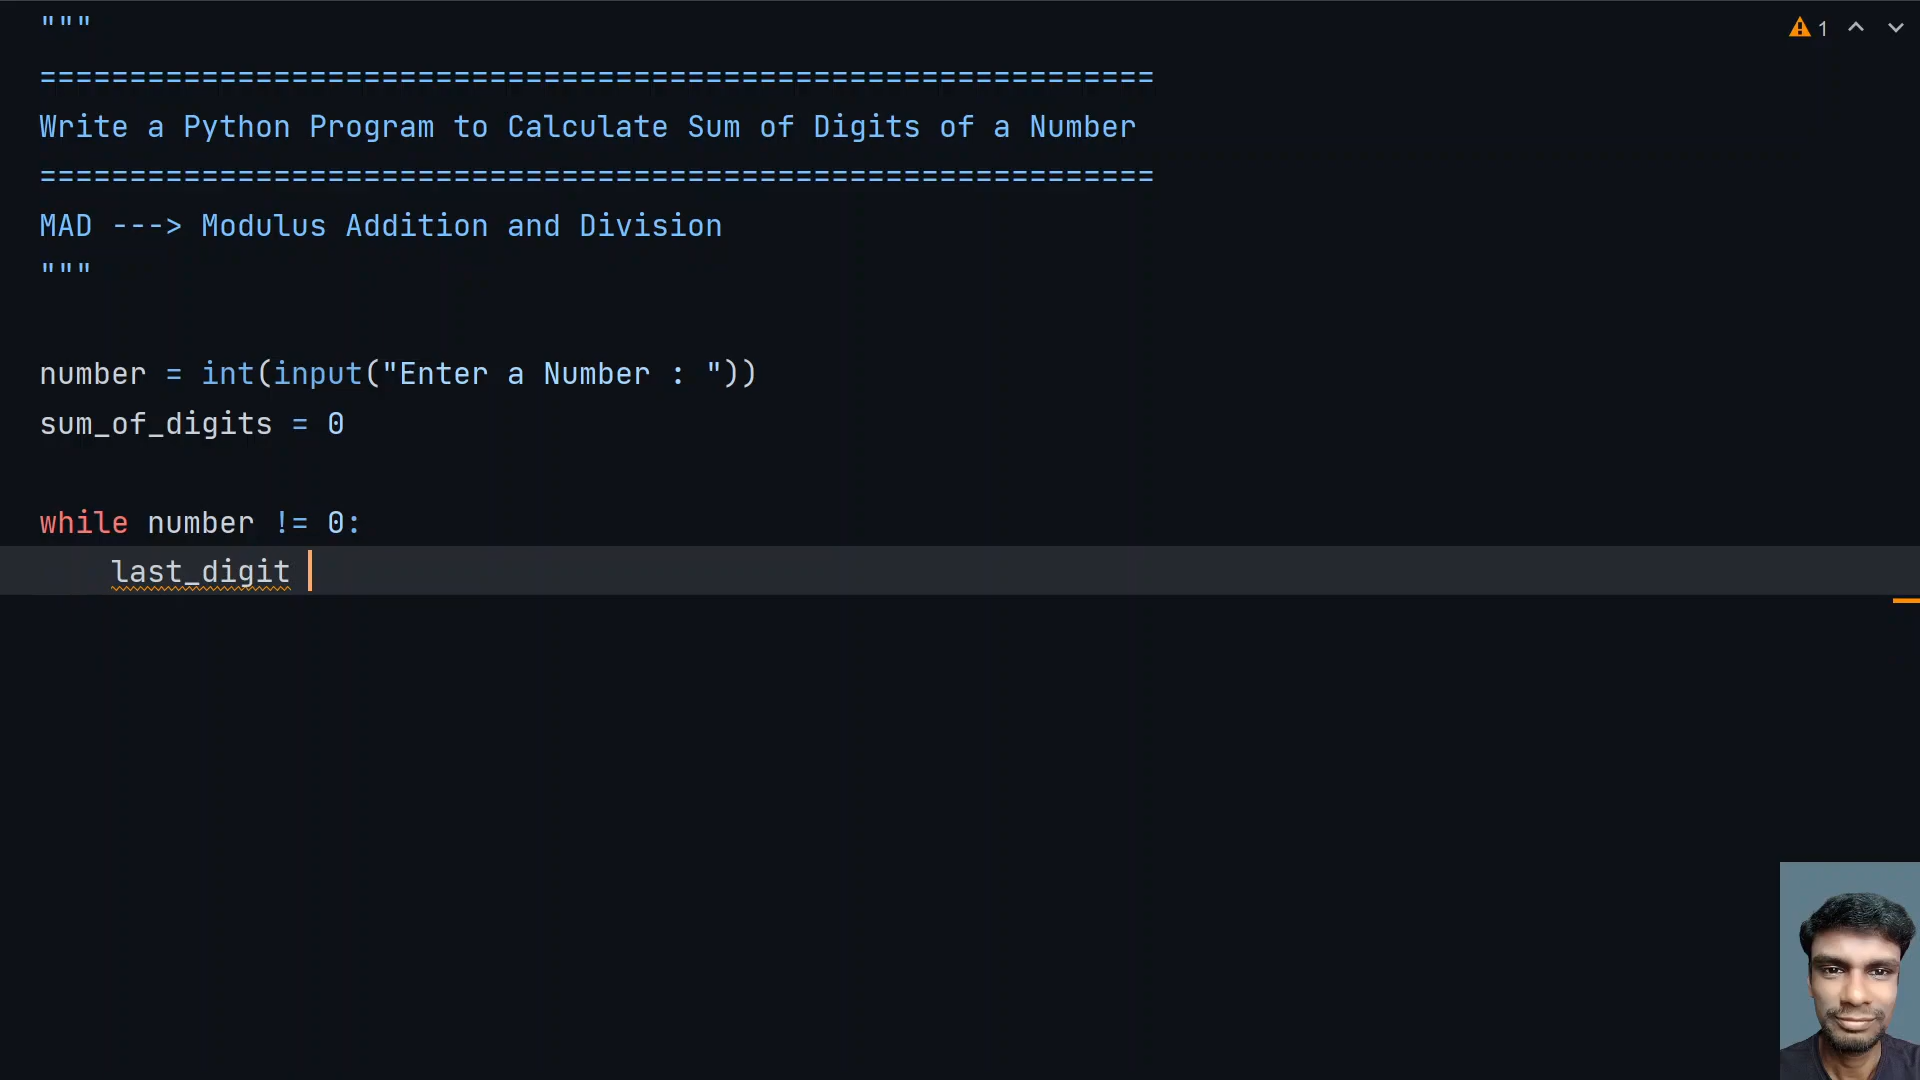 """
==============================================================
Write a Python Program to Calculate Sum of Digits of a Number
==============================================================
MAD ---> Modulus Addition and Division
"""
number = int(input("Enter a Number : "))
sum_of_digits = 0
while number != 0:
    last_digit
1